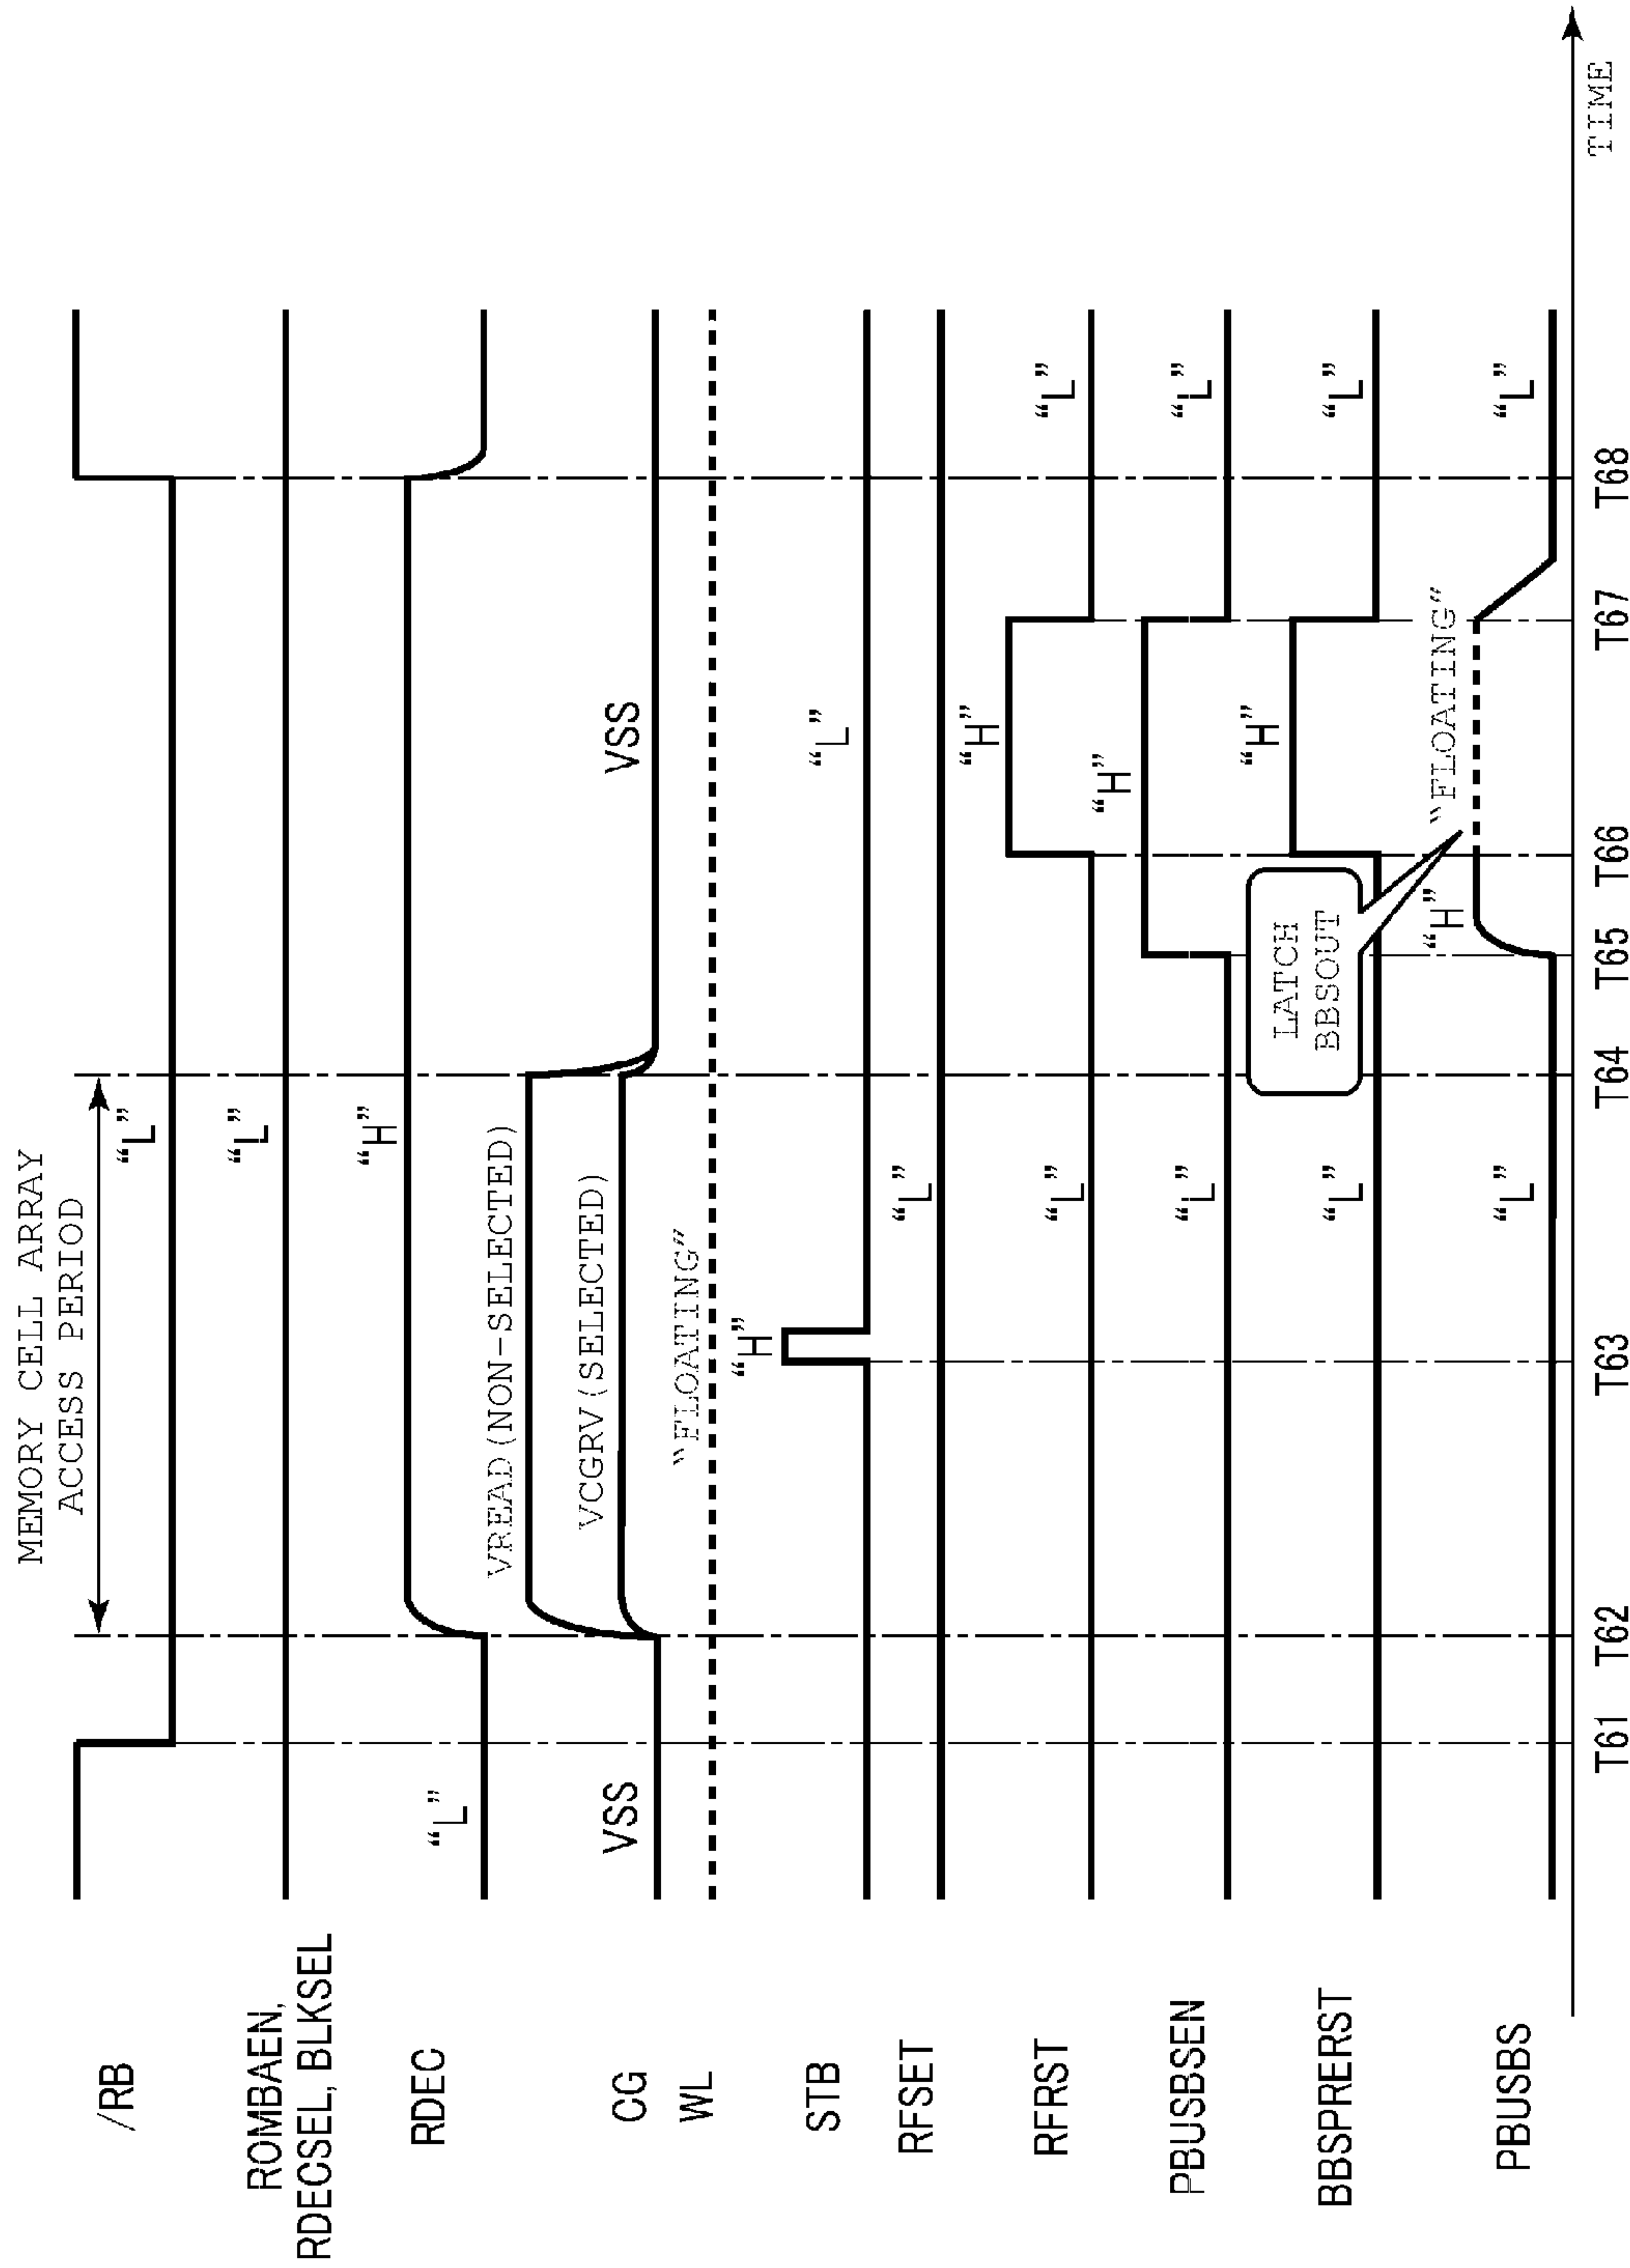 MEMORY CELL ARRAY
ACCESS PERIOD
/RB
“L”
ROMBAEN,
RDECSEL, BLKSEL
“L”
RDEC
“L”
“H”
VREAD (NON-SELECTED)
VCGRV (SELECTED)
CG
VSS
VSS
WL
“FLOATING”
STB
“H”
“L”
RFSET
“L”
RFRST
“L”
“H”
“L”
PBUSBSEN
“L”
“H”
“L”
BBSPRERST
“L”
“H”
“L”
LATCH
BBSOUT
PBUSBS
“L”
“H”
“FLOATING”
“L”
T61
T62
T63
T64
T65
T66
T67
T68
TIME